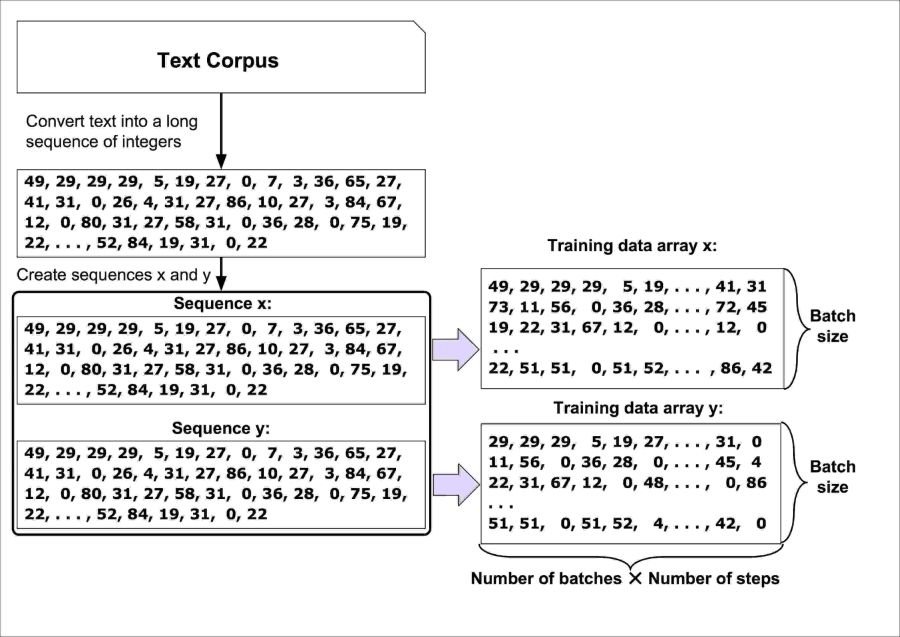 Text Corpus
Convert text into a long
sequence of integers
49, 29, 29, 29, 5, 19, 27, 0, 7, 3, 36, 65, 27,
41, 31, 0, 26, 4, 31, 27, 86, 10, 27, 3, 84, 67,
12, 0, 80, 31, 27, 58, 31, 0, 36, 28, 0, 75, 19,
22, . . . , 52, 84, 19, 31, 0, 22
Create sequences x and y
Sequence x:
49, 29, 29, 29, 5, 19, 27, 0, 7, 3, 36, 65, 27,
41, 31, 0, 26, 4, 31, 27, 86, 10, 27, 3, 84, 67,
12, 0, 80, 31, 27, 58, 31, 0, 36, 28, 0, 75, 19,
22, . . . , 52, 84, 19, 31, 0, 22
Sequence y:
49, 29, 29, 29, 5, 19, 27, 0, 7, 3, 36, 65, 27,
41, 31, 0, 26, 4, 31, 27, 86, 10, 27, 3, 84, 67,
12, 0, 80, 31, 27, 58, 31, 0, 36, 28, 0, 75, 19,
22, . . . , 52, 84, 19, 31, 0, 22
Training data array x:
49, 29, 29, 29, 5, 19, . . . , 41, 31
73, 11, 56, 0, 36, 28, . . . , 72, 45
19, 22, 31, 67, 12, 0, . . . , 12, 0
. . .
22, 51, 51, 0, 51, 52, . . . , 86, 42
Batch
size
Training data array y:
29, 29, 29, 5, 19, 27, . . . , 31, 0
11, 56, 0, 36, 28, 0, . . . , 45, 4
22, 31, 67, 12, 0, 48, . . . , 0, 86
. . .
51, 51, 0, 51, 52, 4, . . . , 42, 0
Batch
size
Number of batches × Number of steps